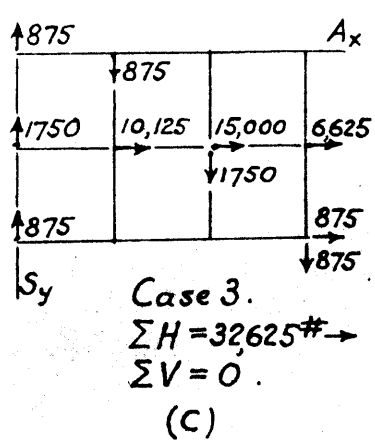 875 Ax
875
1750 10,125 15,000 6,625
1750
875 875
875
Sy
Case 3.
ΣH = 32,625# →
ΣV = 0.
(C)